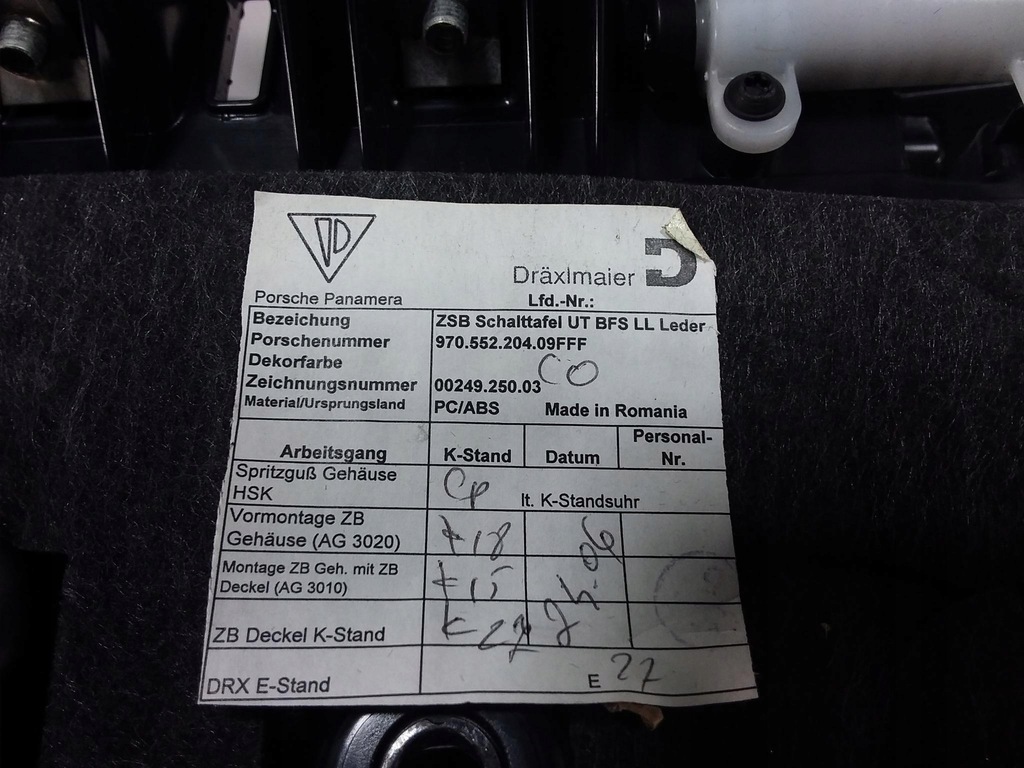 Dräxlmaier D
Porsche Panamera Lfd.-Nr.:
Bezeichung ZSB Schalttafel UT BFS LL Leder
Porschenummer 970.552.204.09FFF
Dekorfarbe CO
Zeichnungsnummer 00249.250.03
Material/Ursprungsland PC/ABS Made in Romania
Arbeitsgang K-Stand Datum Personal-
Nr.
Spritzguß Gehäuse
HSK lt. K-Standsuhr
Vormontage ZB
Gehäuse (AG 3020)
Montage ZB Geh. mit ZB
Deckel (AG 3010)
ZB Deckel K-Stand
DRX E-Stand E 27